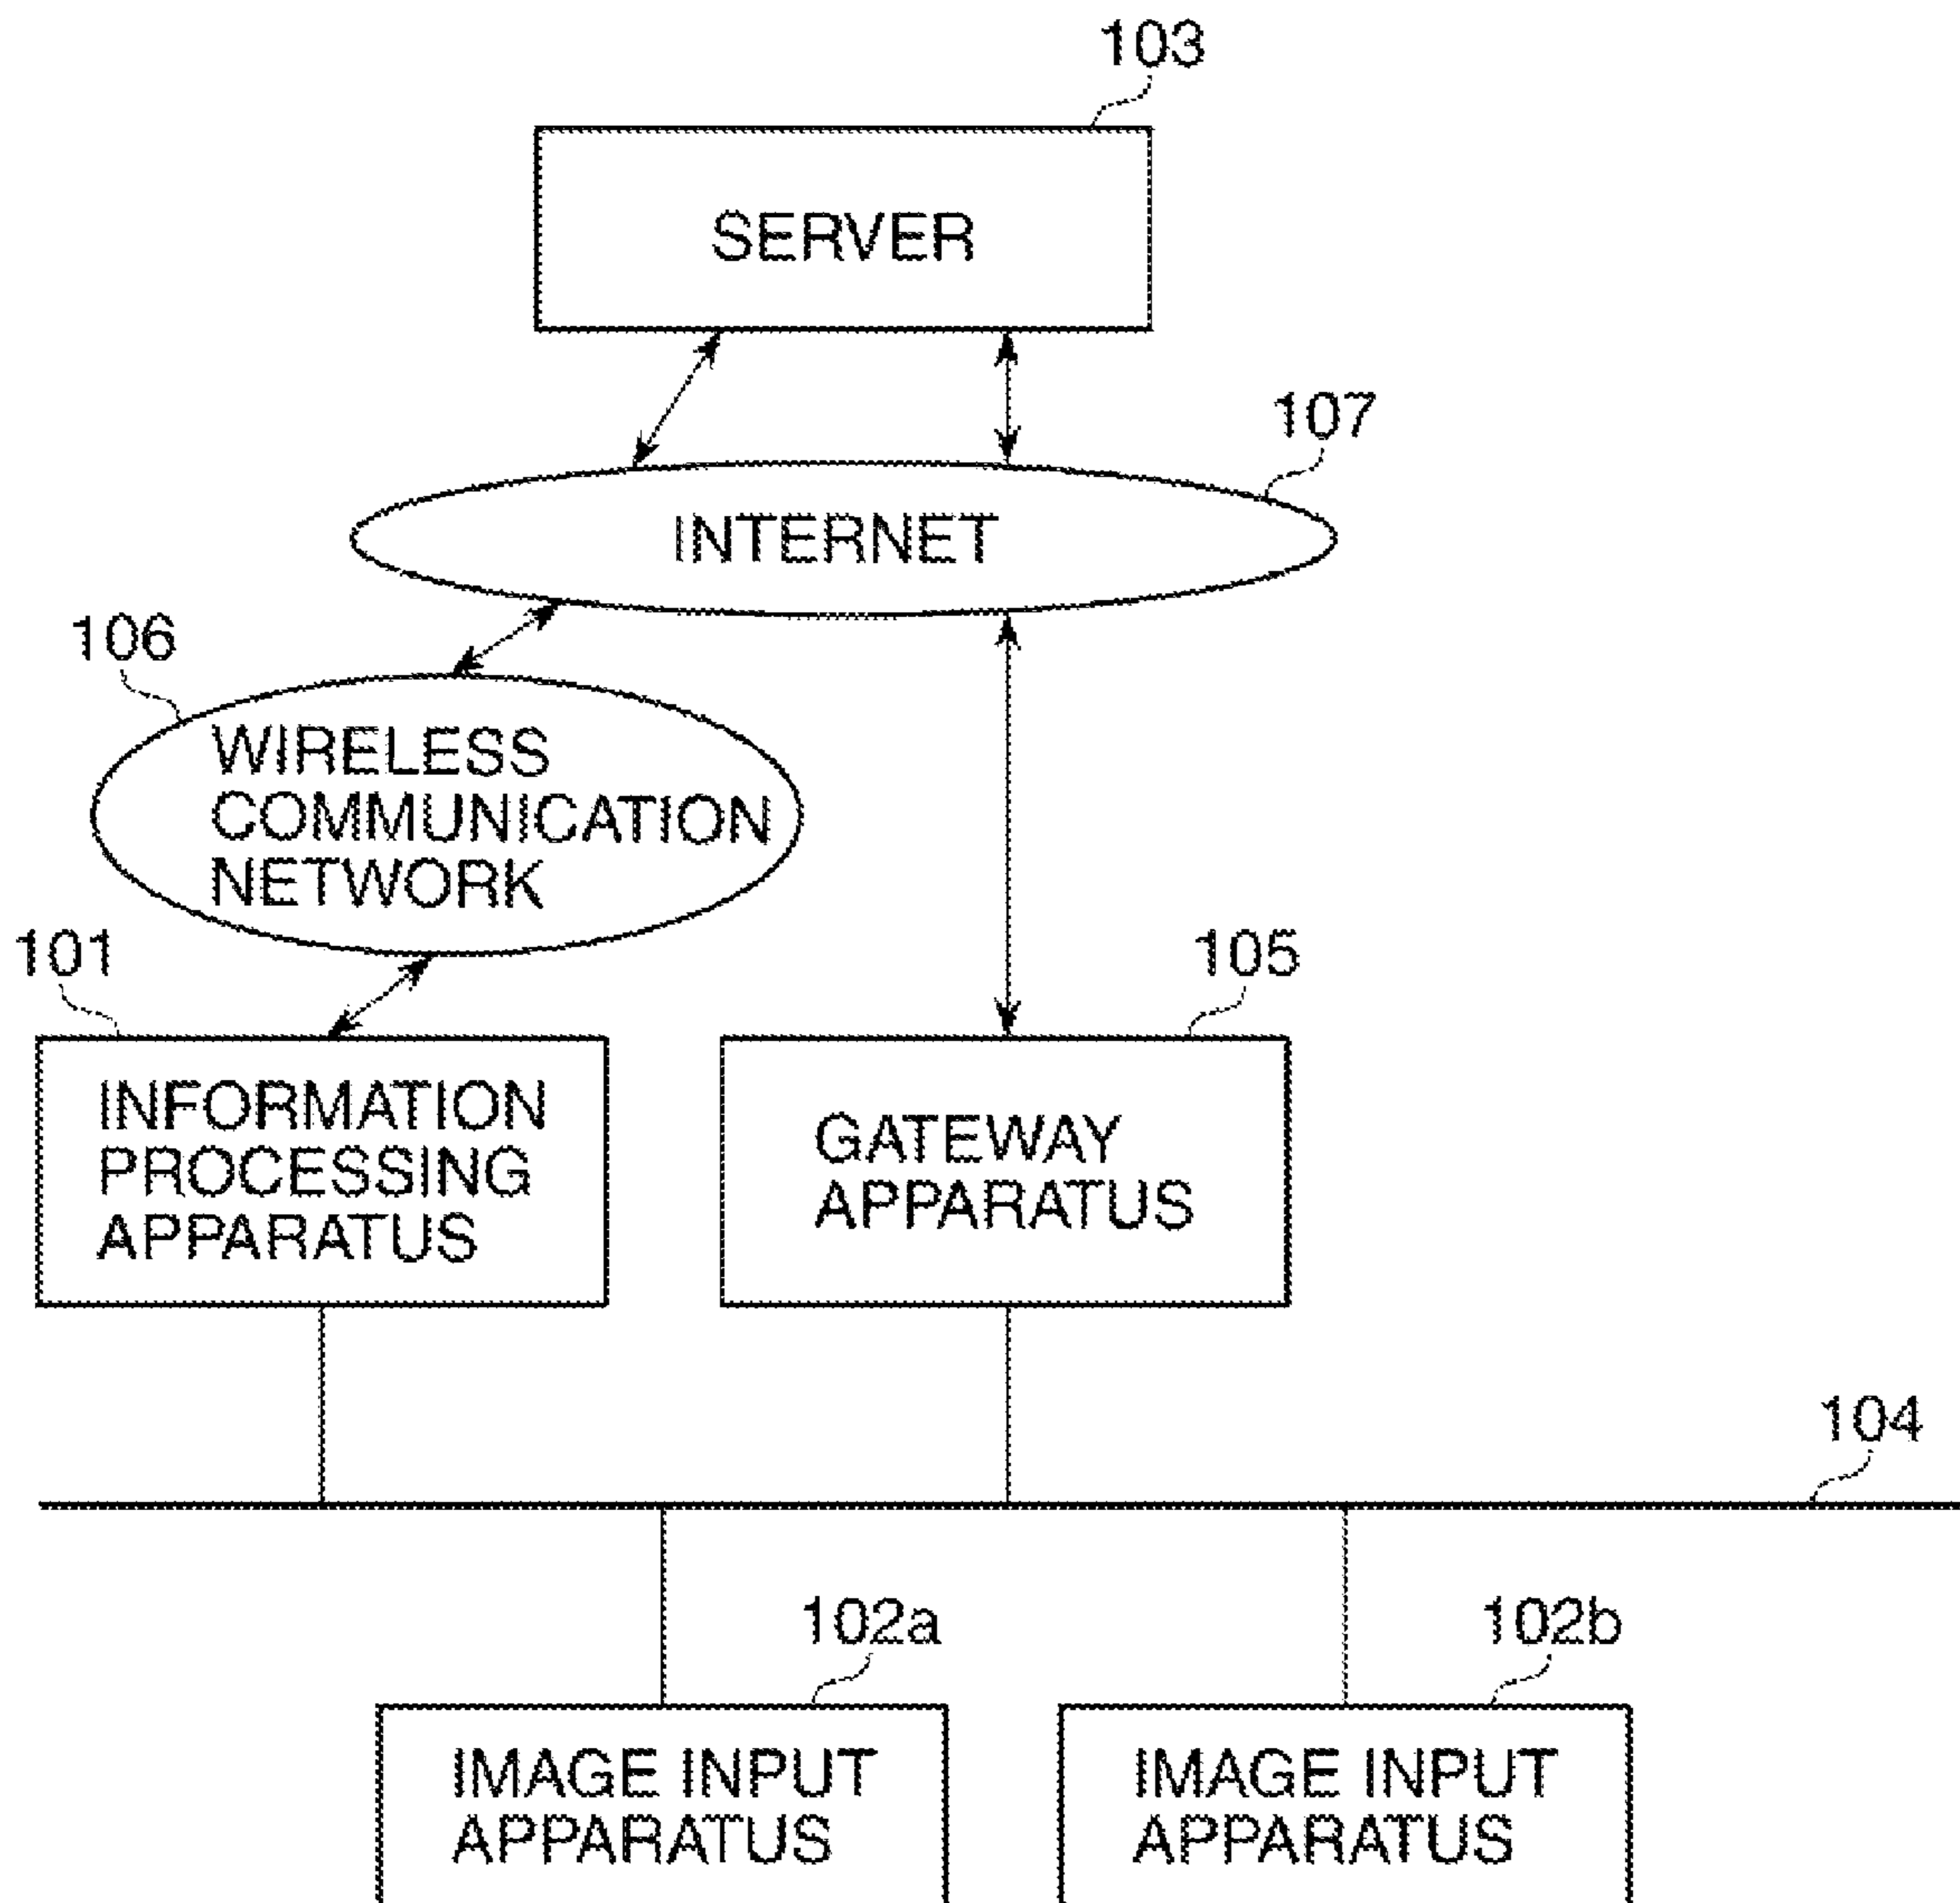 103
SERVER
107
INTERNET
106
WIRELESS
COMMUNICATION
NETWORK
101
105
INFORMATION
PROCESSING
APPARATUS
GATEWAY
APPARATUS
104
102a
102b
IMAGE INPUT
APPARATUS
IMAGE INPUT
APPARATUS